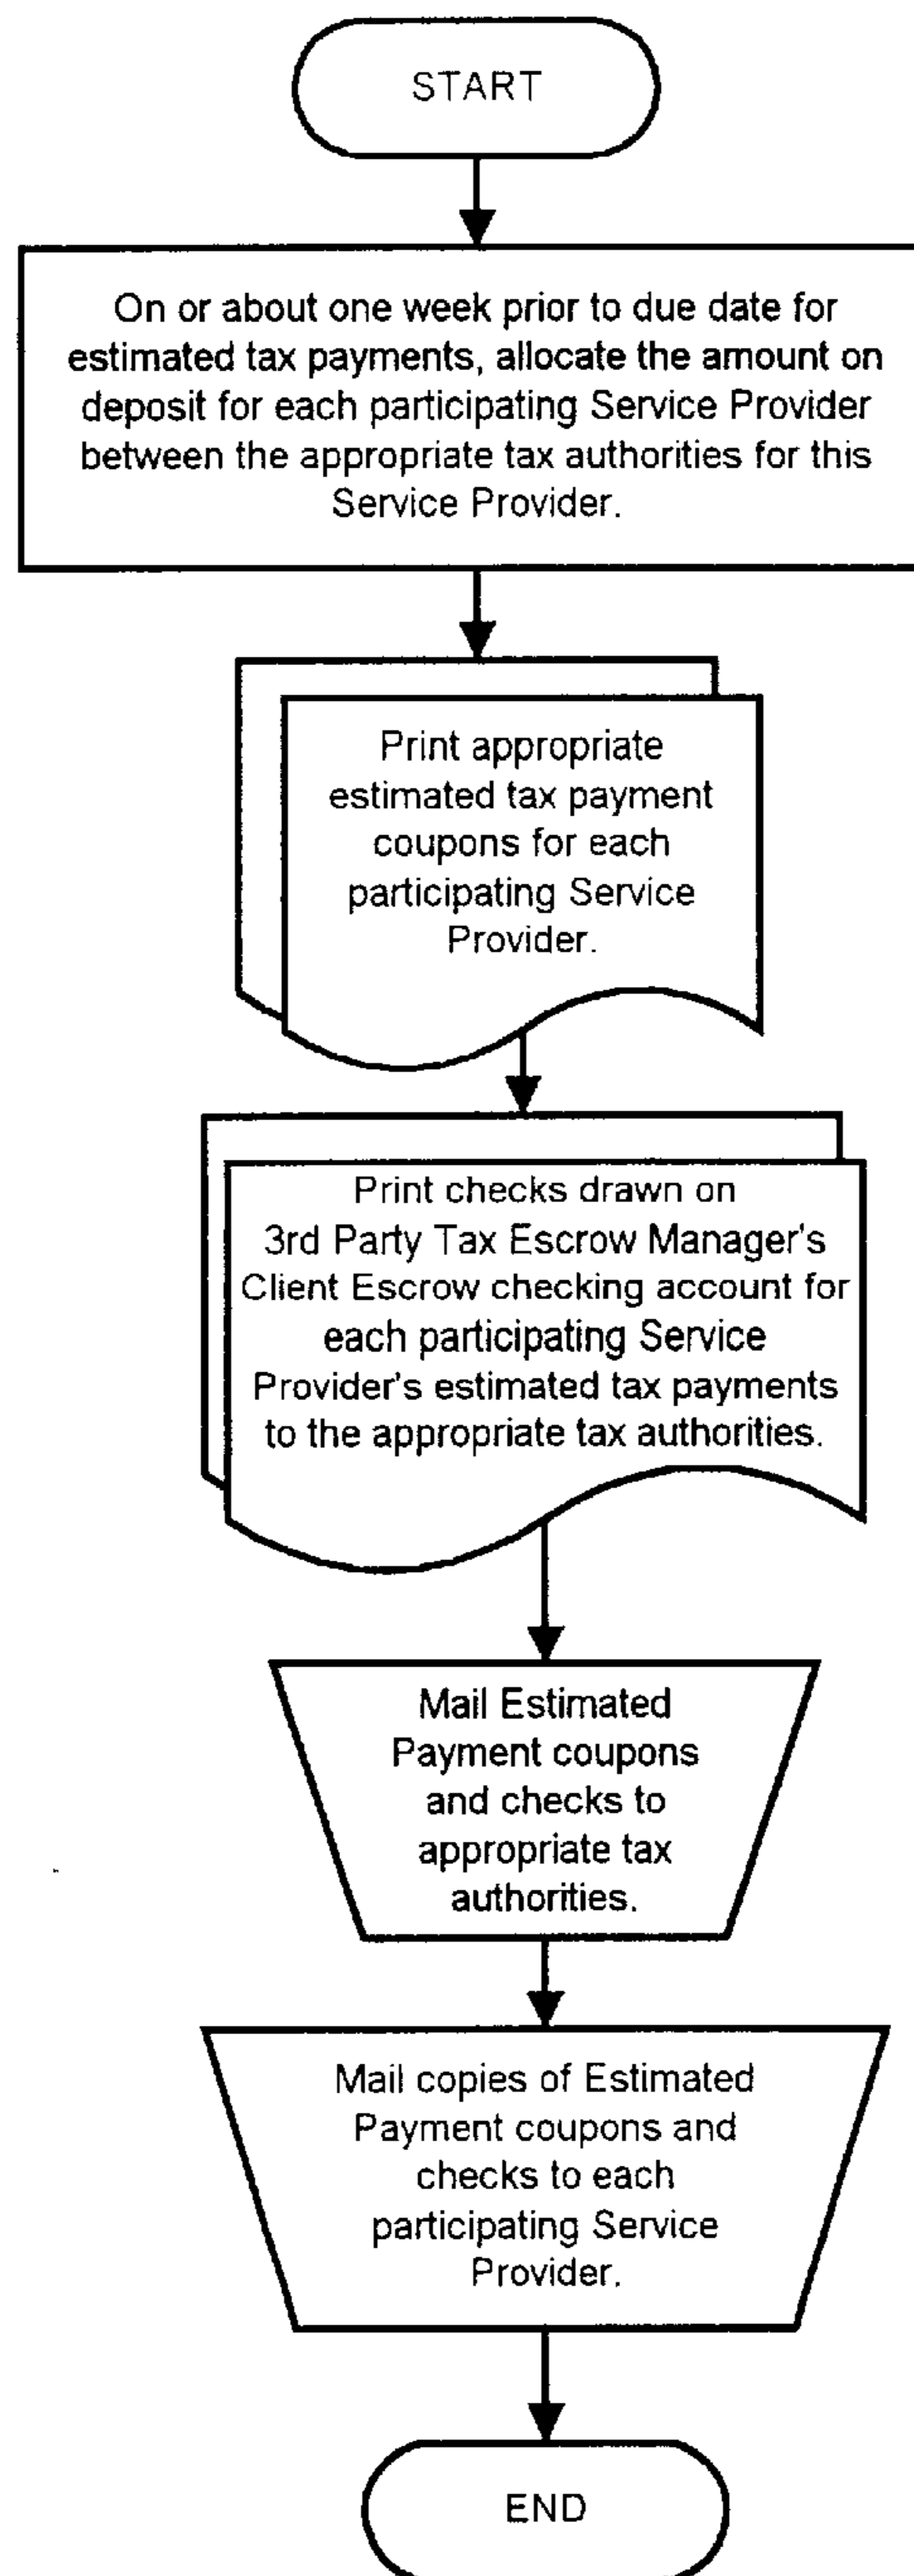 START
On or about one week prior to due date for
estimated tax payments, allocate the amount on
deposit for each participating Service Provider
between the appropriate tax authorities for this
Service Provider.
Print appropriate
estimated tax payment
coupons for each
participating Service
Provider.
Print checks drawn on
3rd Party Tax Escrow Manager's
Client Escrow checking account for
each participating Service
Provider's estimated tax payments
to the appropriate tax authorities.
Mail Estimated
Payment coupons
and checks to
appropriate tax
authorities.
Mail copies of Estimated
Payment coupons and
checks to each
participating Service
Provider.
END